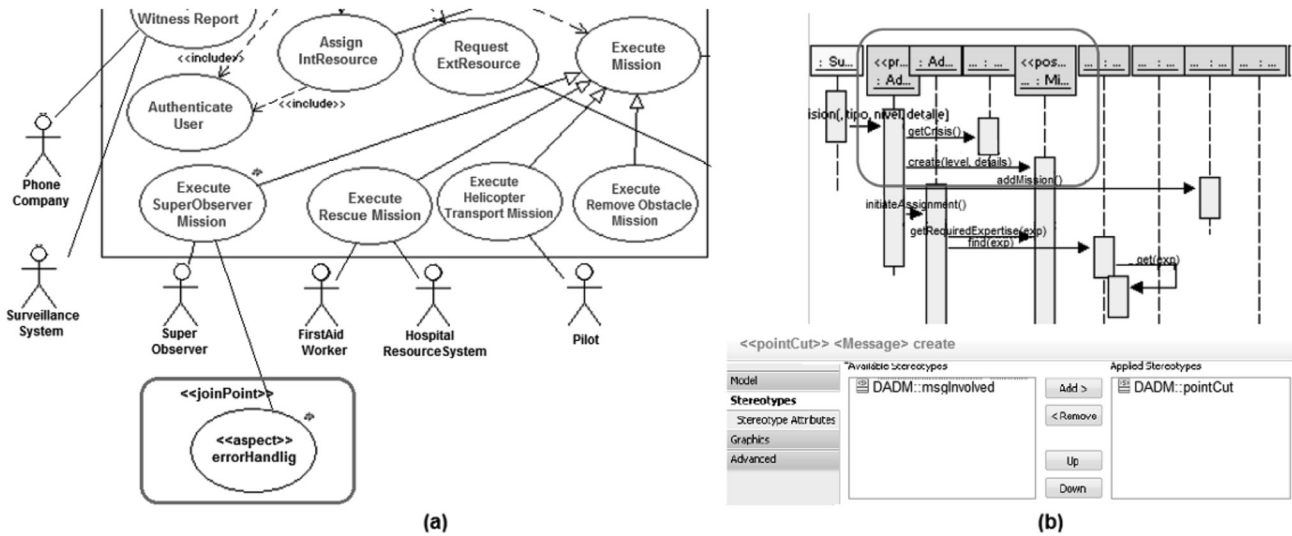 Witness Report
<<include>>
Assign
IntResource
Request
ExtResource
Execute
Mission
<<include>>
Authenticate
User
Phone
Company
Execute
SuperObserver
Mission
Execute
Rescue Mission
Execute
Helicopter
Transport Mission
Execute
Remove Obstacle
Mission
Surveillance
System
Super
Observer
FirstAid
Worker
Hospital
ResourceSystem
Pilot
<<joinPoint>>
<<aspect>>
errorHandlig
(a)
: Su...
<<pr...
: Ad...
: Ad...
... : ...
<<pos...
... : Mi...
... : ...
... : ...
... : ...
... : ...
ision[, tipo, nivel, detalle]
getCrisis()
create(level, details)
addMission()
initiateAssignment()
getRequiredExpertise(exp)
find(exp)
get(exp)
<<pointCut>> <Message> create
Model
Stereotypes
Stereotype Attributes
Graphics
Advanced
Available Stereotypes
DADM::msgInvolved
Add >
< Remove
Up
Down
Applied Stereotypes
DADM::pointCut
(b)